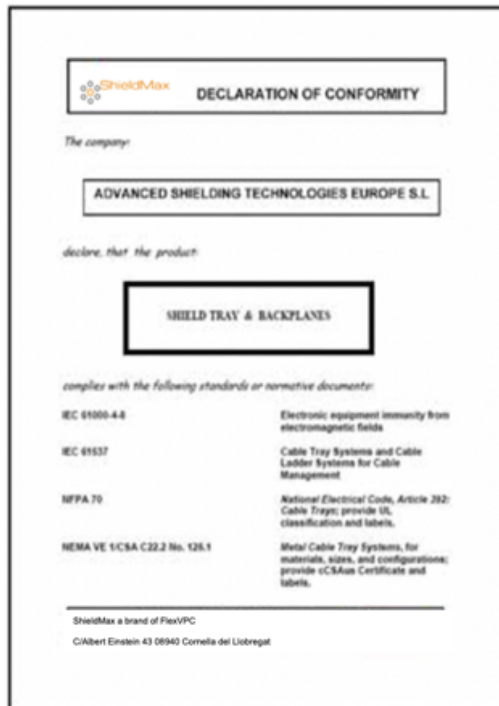 ShieldMax
DECLARATION OF CONFORMITY
The company:
ADVANCED SHIELDING TECHNOLOGIES EUROPE S.L
declare, that the product:
SHIELD TRAY & BACKPLANES
complies with the following standards or normative documents:
IEC 61000-4-8 Electronic equipment immunity from
electromagnetic fields
IEC 61537 Cable Tray Systems and Cable
Ladder Systems for Cable
Management
NFPA 70 National Electrical Code, Article 392:
Cable Trays; provide UL
classification and labels.
NEMA VE 1/CSA C22.2 No. 126.1 Metal Cable Tray Systems, for
materials, sizes, and configurations;
provide cCSAus Certificate and
labels.
ShieldMax a brand of FlexVPC
C/Albert Einstein 43 08940 Cornella del Llobregat